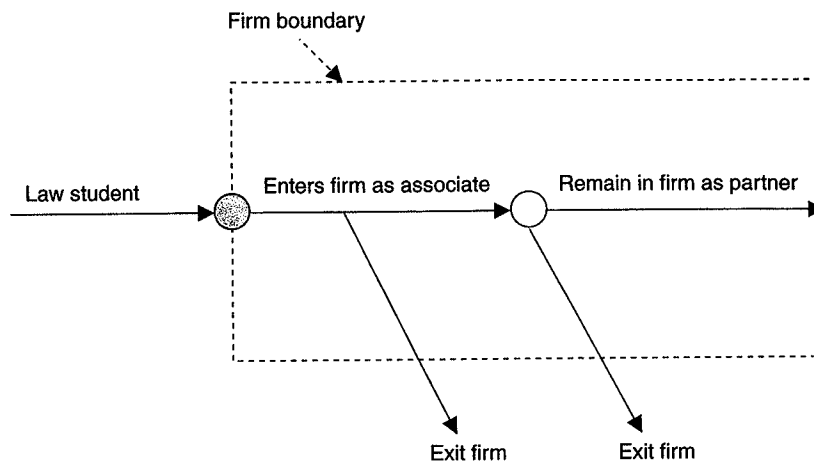 Firm boundary
Law student
Enters firm as associate
Remain in firm as partner
Exit firm
Exit firm